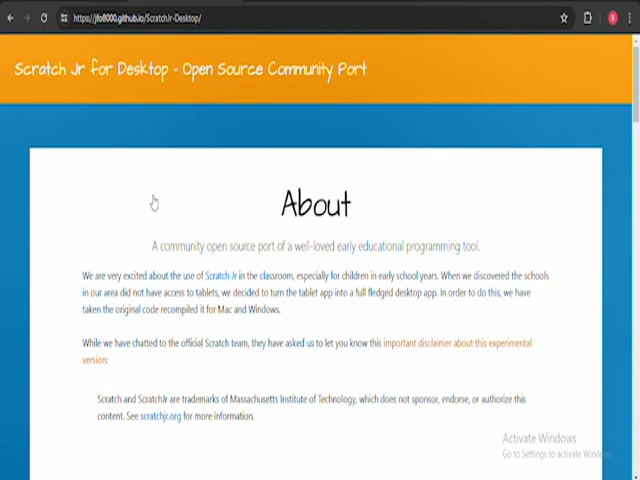 https://jfo8000.github.io/ScratchJr-Desktop/
S
Scratch Jr for Desktop - Open Source Community Port
About
A community open source port of a well-loved early educational programming tool.
We are very excited about the use of Scratch Jr in the classroom, especially for children in early school years. When we discovered the schools
in our area did not have access to tablets, we decided to turn the tablet app into a full fledged desktop app. In order to do this, we have
taken the original code recompiled it for Mac and Windows.
While we have chatted to the official Scratch team, they have asked us to let you know this important disclaimer about this experimental
version:
Scratch and ScratchJr are trademarks of Massachusetts Institute of Technology, which does not sponsor, endorse, or authorize this
content. See scratchjr.org for more information.
Activate Windows
Go to Settings to activate Windows.